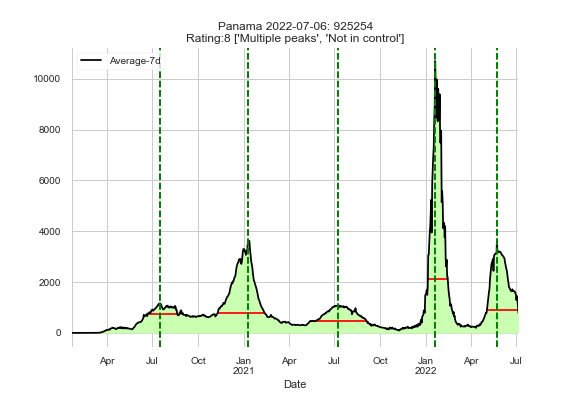 Panama 2022-07-06: 925254
Rating:8 ['Multiple peaks', 'Not in control']
Average-7d
10000
8000
6000
4000
2000
0
Apr Jul Oct Jan Apr Jul Oct Jan Apr Jul
2021 2022
Date